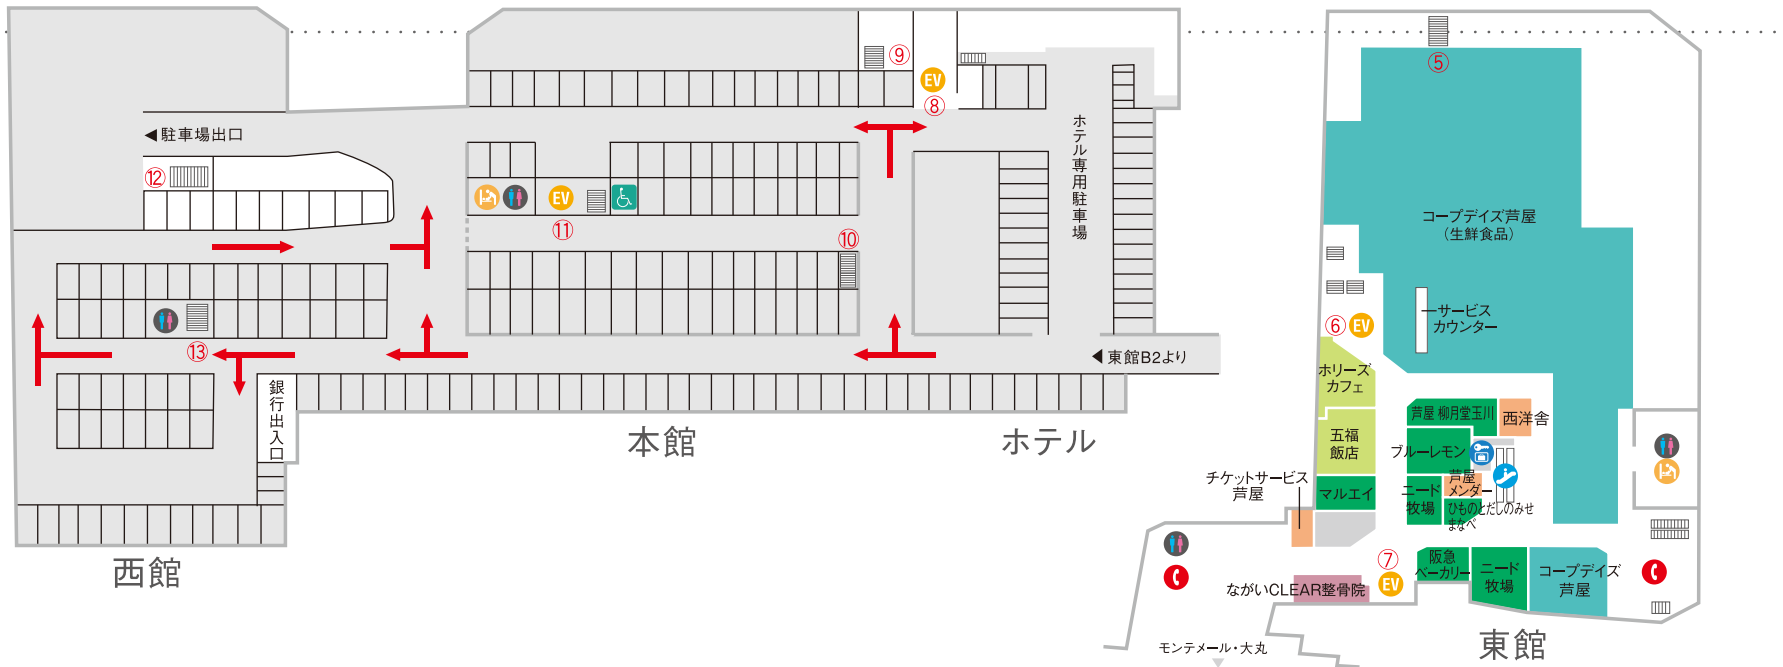 ⑤
⑨
EV
⑧
◀駐車場出口
ホテル専用駐車場
⑫
EV
⑪
⑩
コープデイズ芦屋
(生鮮食品)
サービス
カウンター
⑥ EV
⑬
◀東館B2より
銀行出入口
ホリーズ
カフェ
芦屋 柳月堂玉川
西洋舎
本館
ホテル
五福
飯店
ブルーレモン
チケットサービス
芦屋
マルエイ
ニード
牧場
芦屋
メンダー
ひものとだしのみせ
まなべ
西館
⑦
EV
ながいCLEAR整骨院
阪急
ベーカリー
ニード
牧場
コープデイズ
芦屋
モンテメール・大丸
東館